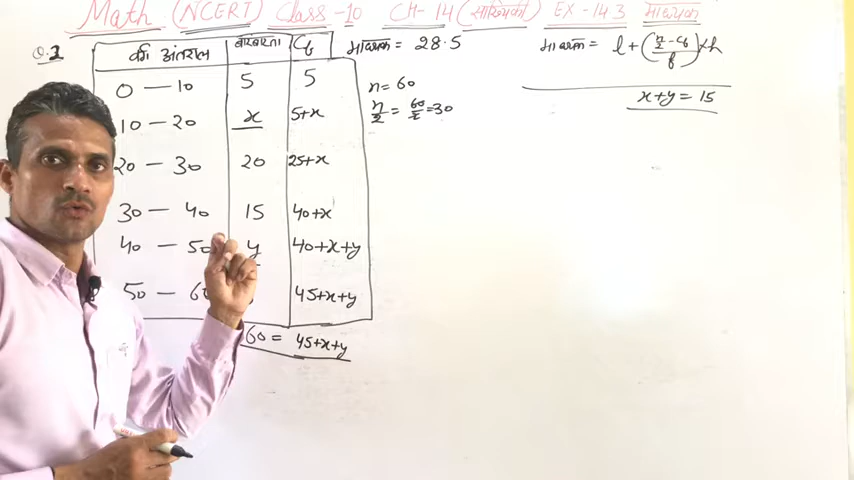 Math (NCERT) Class-10 CH-14 (सांख्यिकी) EX-14.3 माध्यक
Q.2
वर्ग अंतराल बारंबारता Cf
0 — 10 5 5
10 — 20 x 5+x
20 — 30 20 25+x
30 — 40 15 40+x
40 — 50 y 40+x+y
50 — 60 45+x+y
60 = 45+x+y
माध्यक = 28.5
n = 60
n/2 = 60/2 = 30
माध्यक = l + (n/2 - cf / f) × h
x+y = 15